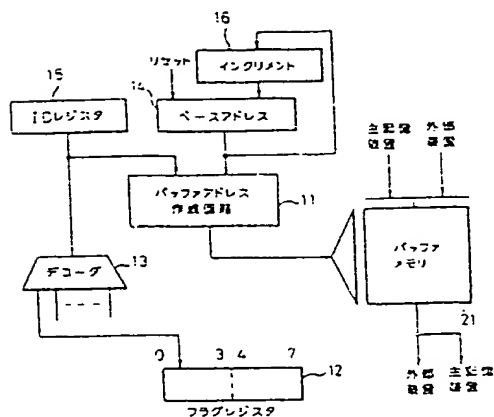 16
リセット
インクリメント
15
14
IDレジスタ
ベースアドレス
主記憶
装置
外部
装置
バッファアドレス
作成回路
11
バッファ
メモリ
デコーダ
13
21
0
3
4
7
12
外部
装置
主記憶
装置
フラグレジスタ